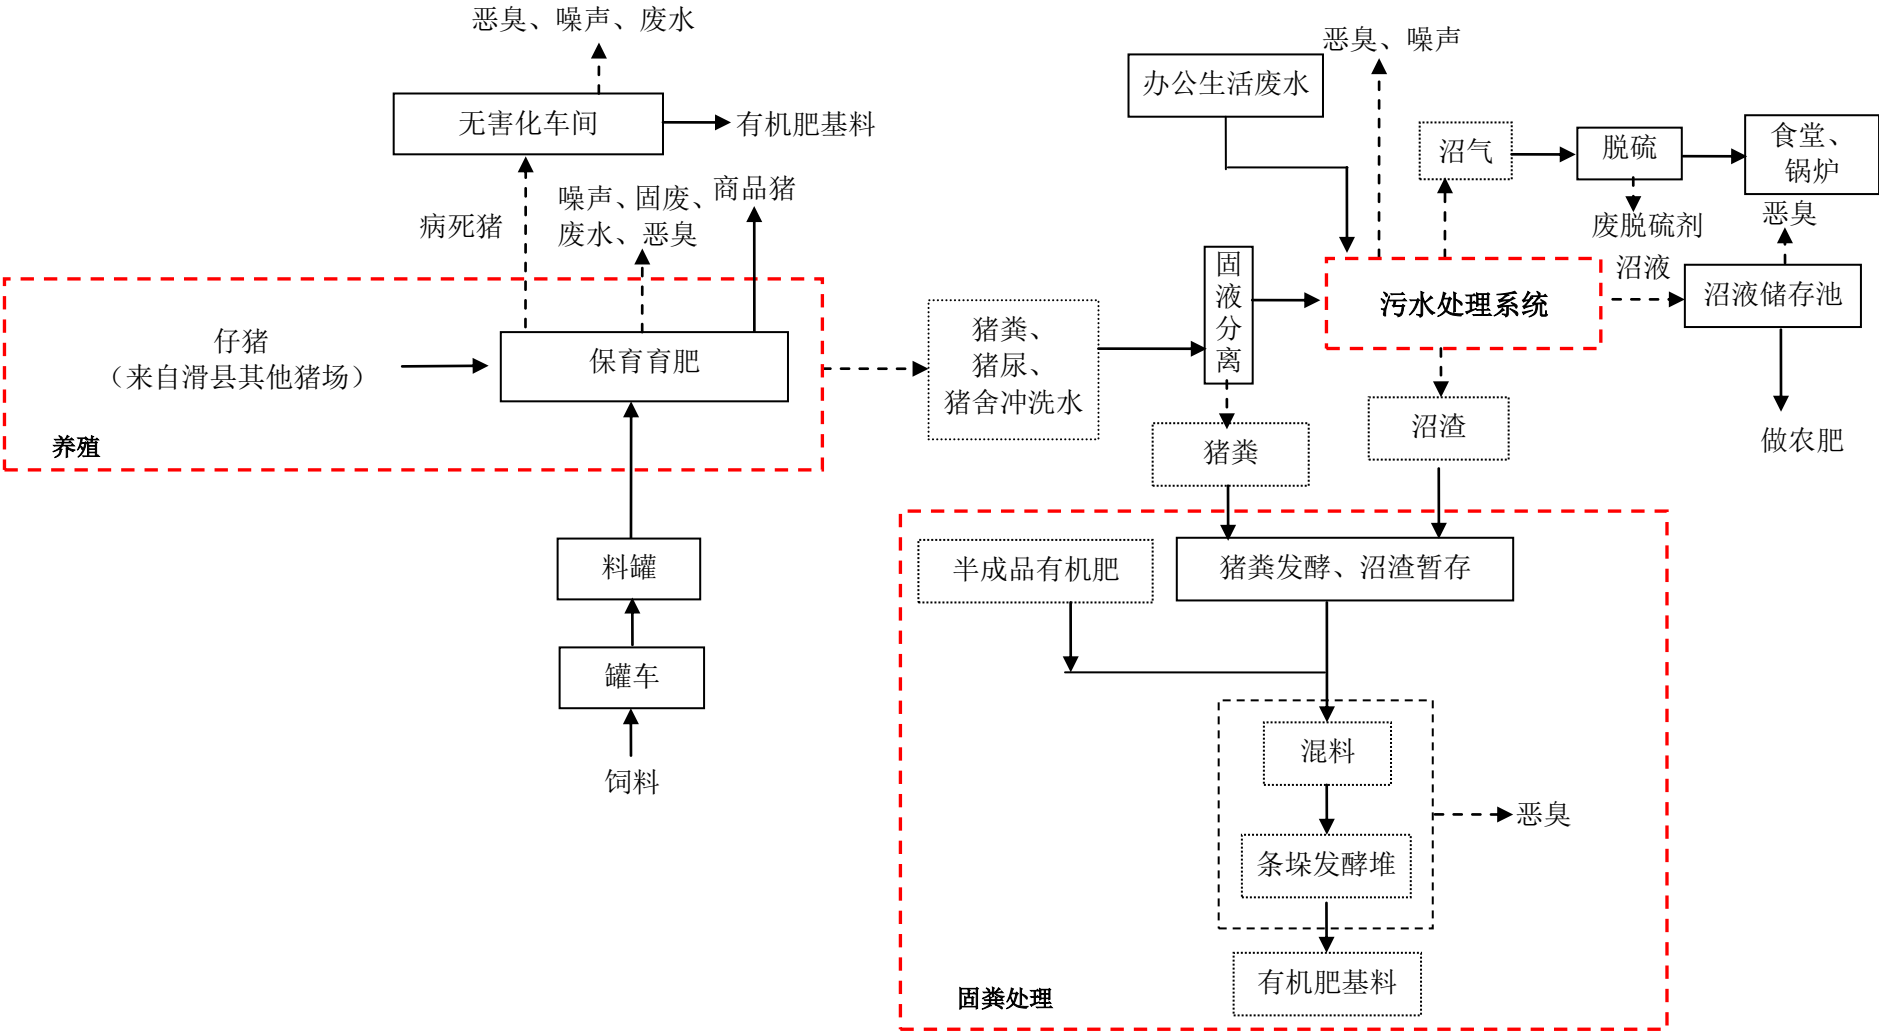 恶臭、噪声、废水
无害化车间
有机肥基料
病死猪
噪声、固废、
废水、恶臭
商品猪
仔猪
（来自滑县其他猪场）
保育育肥
养殖
料罐
罐车
饲料
办公生活废水
恶臭、噪声
沼气
脱硫
食堂、
锅炉
废脱硫剂
恶臭
固
液
分
离
污水处理系统
沼液
沼液储存池
做农肥
猪粪、
猪尿、
猪舍冲洗水
猪粪
沼渣
半成品有机肥
猪粪发酵、沼渣暂存
混料
条垛发酵堆
恶臭
有机肥基料
固粪处理